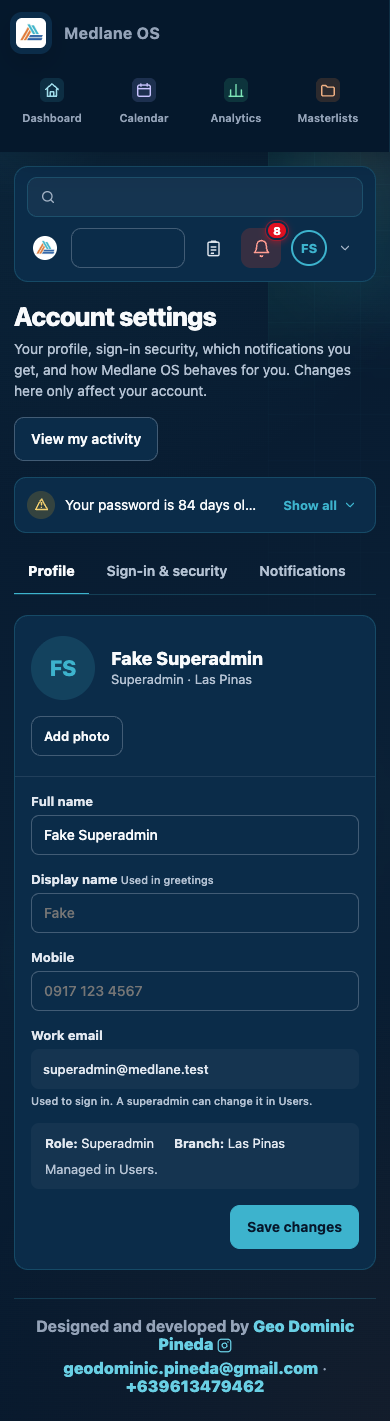 Medlane OS
Dashboard
Calendar
Analytics
Masterlists
8
FS
Account settings
Your profile, sign-in security, which notifications you
get, and how Medlane OS behaves for you. Changes
here only affect your account.
View my activity
Your password is 84 days ol...
Show all
Profile
Sign-in & security
Notifications
FS
Fake Superadmin
Superadmin · Las Pinas
Add photo
Full name
Fake Superadmin
Display name Used in greetings
Fake
Mobile
0917 123 4567
Work email
superadmin@medlane.test
Used to sign in. A superadmin can change it in Users.
Role: Superadmin Branch: Las Pinas
Managed in Users.
Save changes
Designed and developed by Geo Dominic
Pineda
geodominic.pineda@gmail.com ·
+639613479462